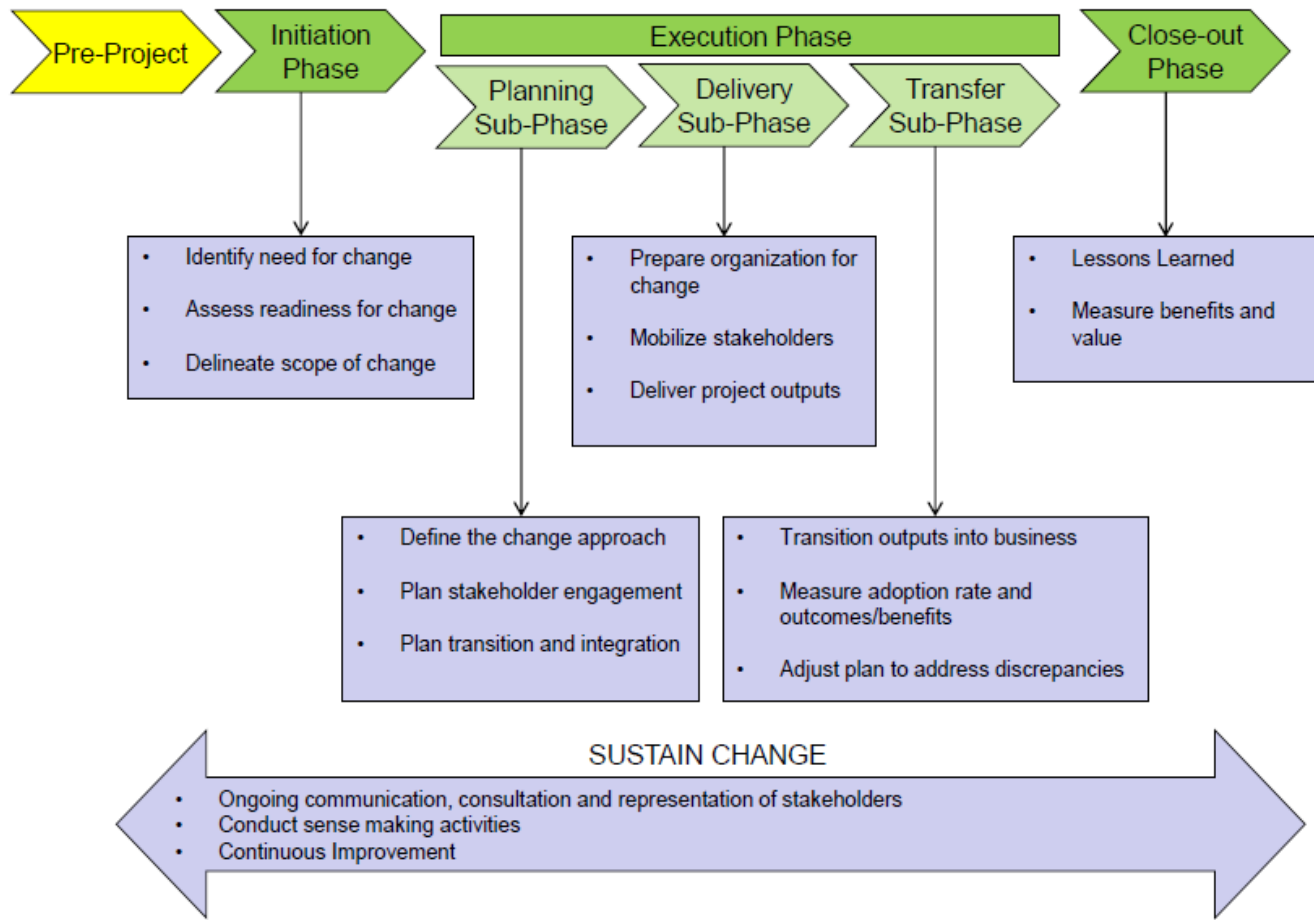 Pre-Project
Initiation
Phase
Execution Phase
Close-out
Phase
Planning
Sub-Phase
Delivery
Sub-Phase
Transfer
Sub-Phase
• Identify need for change
• Assess readiness for change
• Delineate scope of change
• Prepare organization for
change
• Mobilize stakeholders
• Deliver project outputs
• Lessons Learned
• Measure benefits and
value
• Define the change approach
• Plan stakeholder engagement
• Plan transition and integration
• Transition outputs into business
• Measure adoption rate and
outcomes/benefits
• Adjust plan to address discrepancies
SUSTAIN CHANGE
• Ongoing communication, consultation and representation of stakeholders
• Conduct sense making activities
• Continuous Improvement